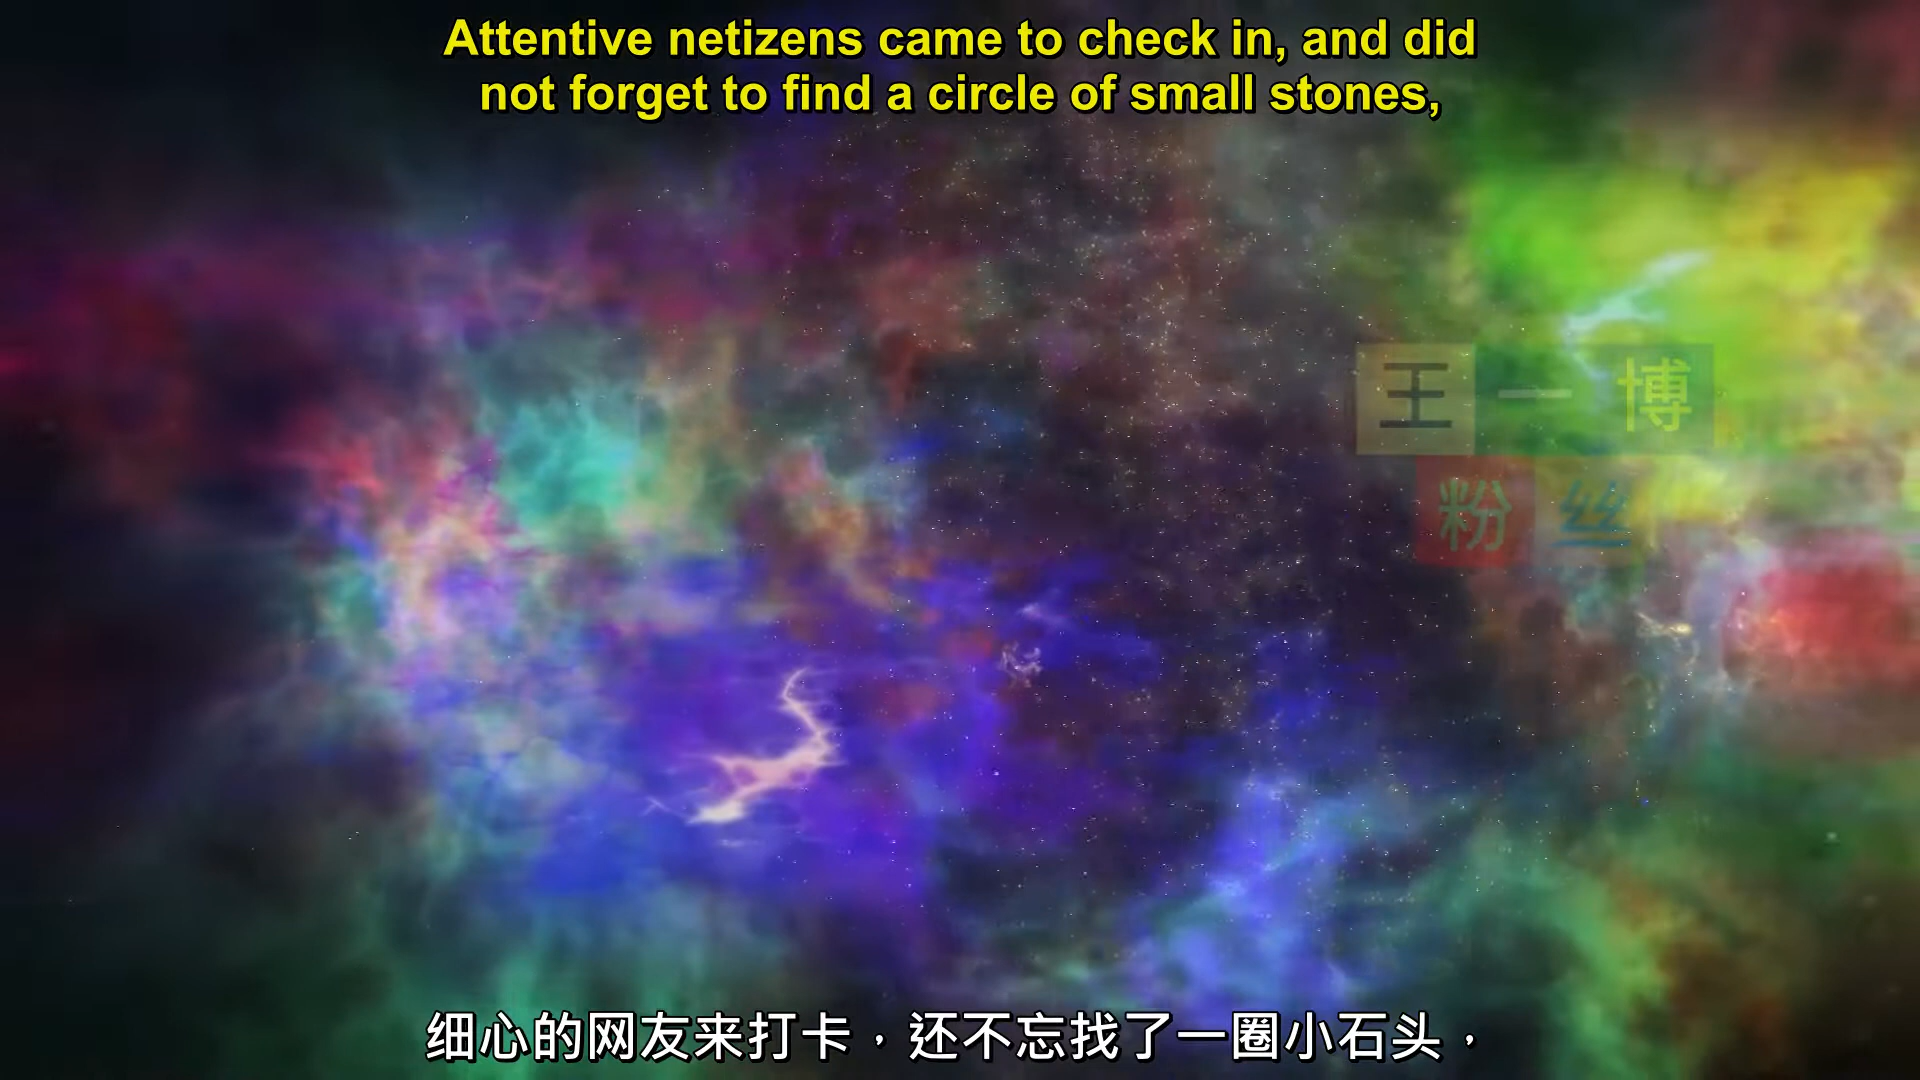 Attentive netizens came to check in, and did
not forget to find a circle of small stones,
王一博
粉丝
细心的网友来打卡，还不忘找了一圈小石头，